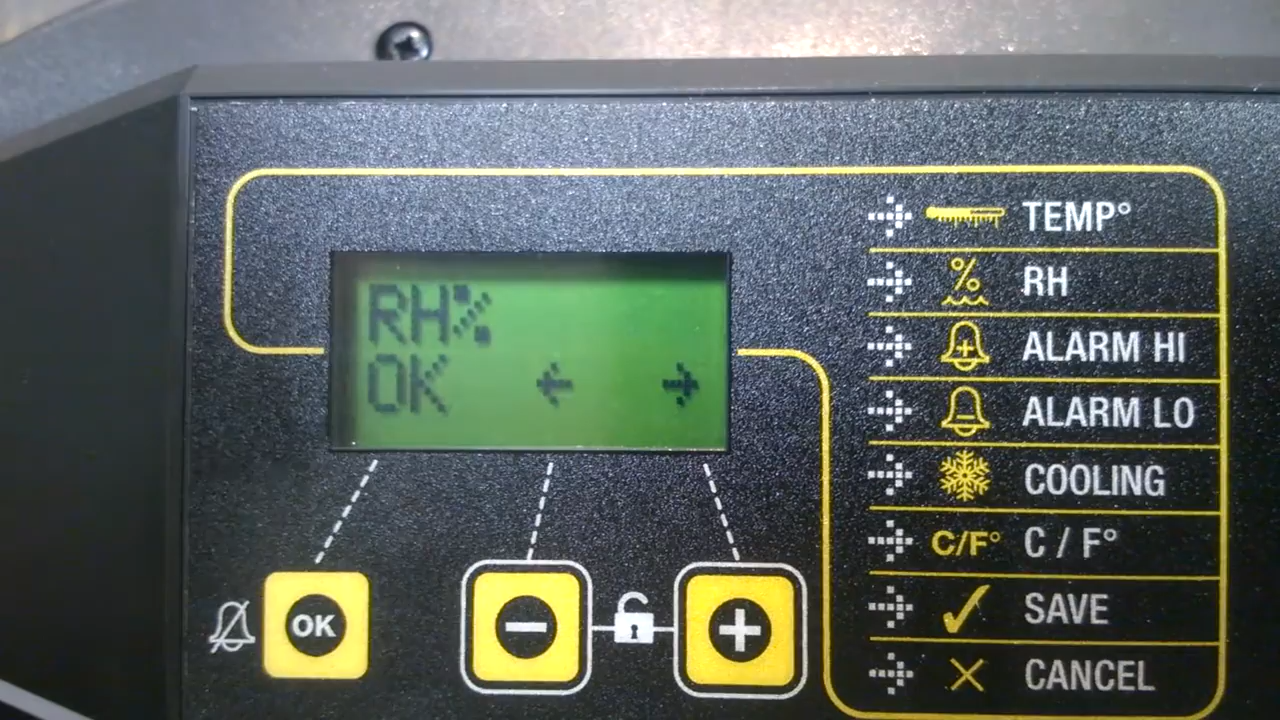 RH%
OK ← →
OK - +
TEMP°
% RH
ALARM HI
ALARM LO
COOLING
C/F° C / F°
SAVE
CANCEL